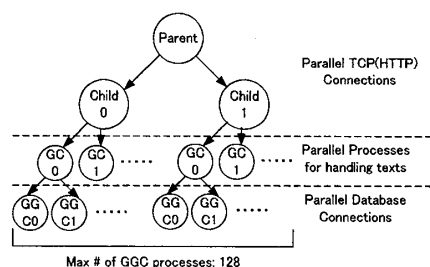 Parent
Parallel TCP(HTTP)
Connections
Child
0
Child
1
GC
0
GC
1
......
GC
0
GC
1
......
Parallel Processes
for handling texts
GG
C0
GG
C1
......
GG
C0
GG
C1
......
Parallel Database
Connections
Max # of GGC processes: 128